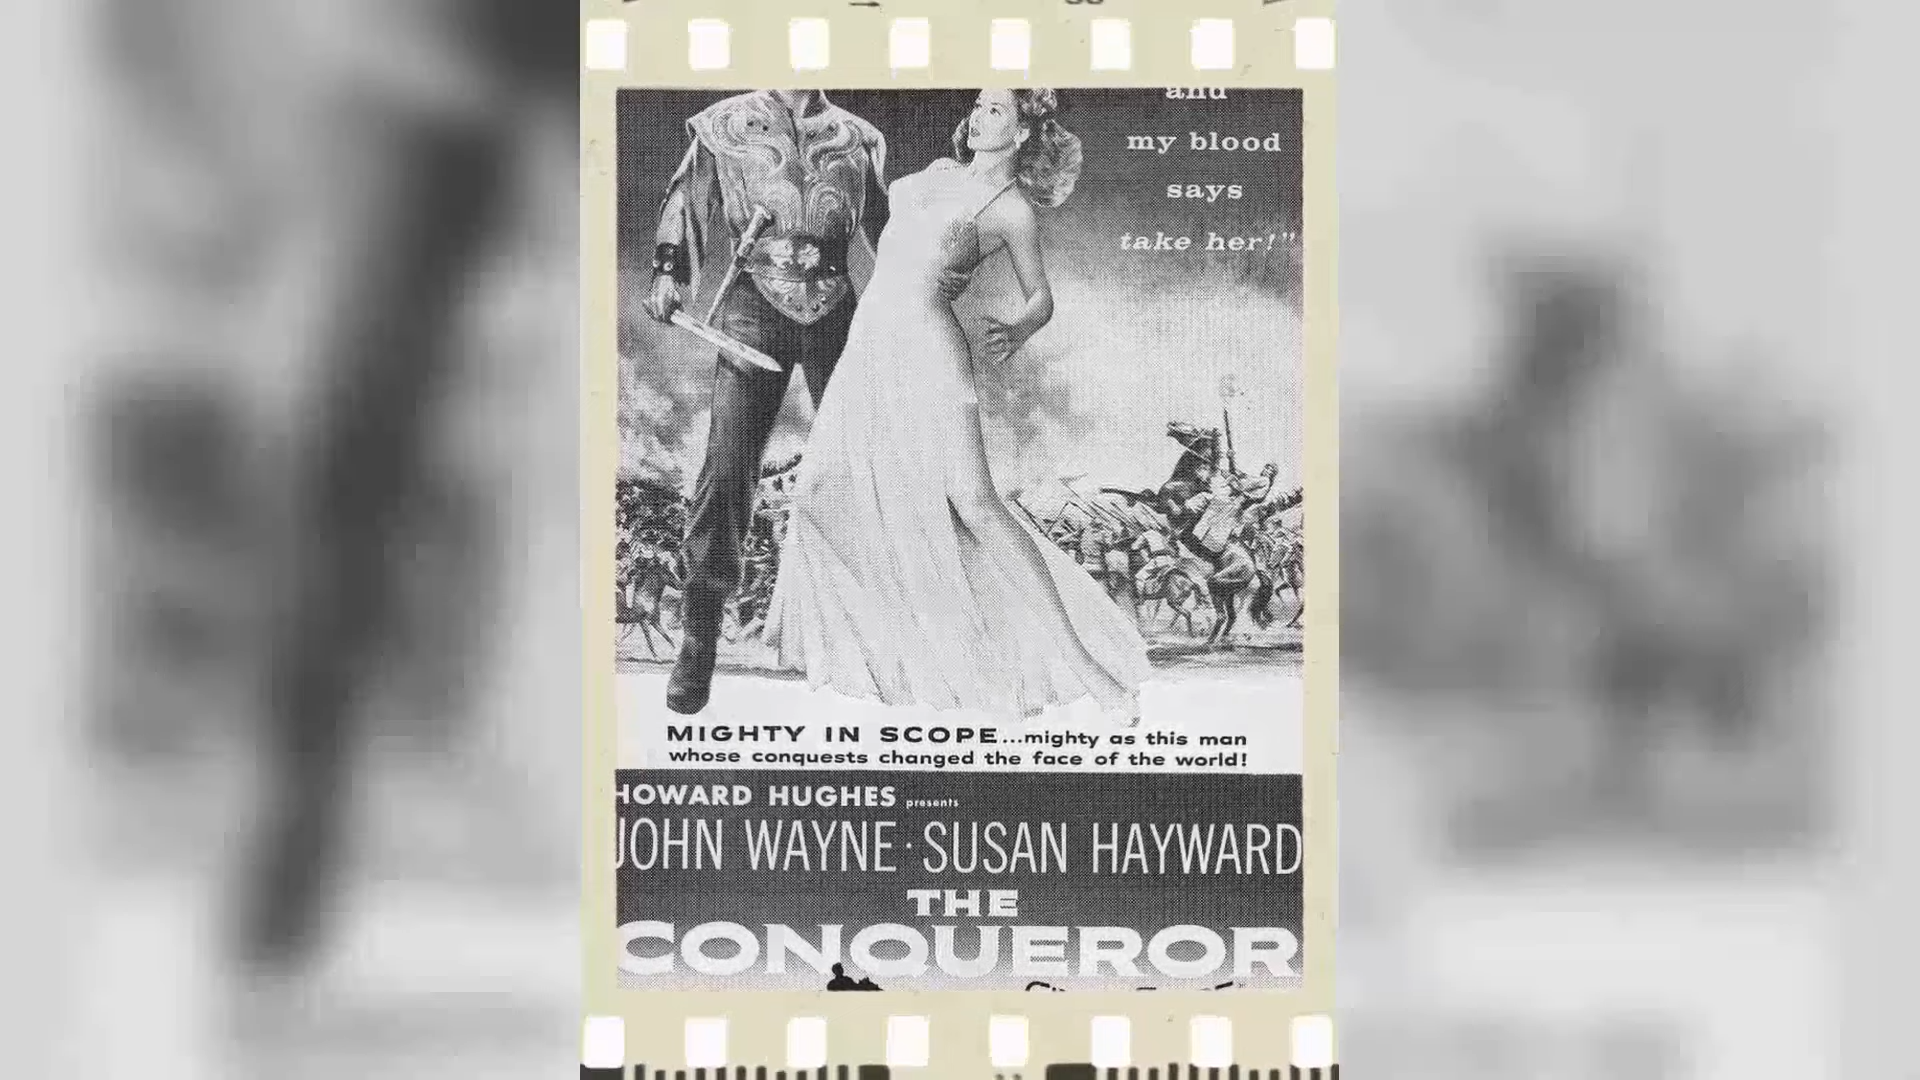 and
my blood
says
take her!"
MIGHTY IN SCOPE...mighty as this man
whose conquests changed the face of the world!
HOWARD HUGHES presents
JOHN WAYNE · SUSAN HAYWARD
THE
CONQUEROR